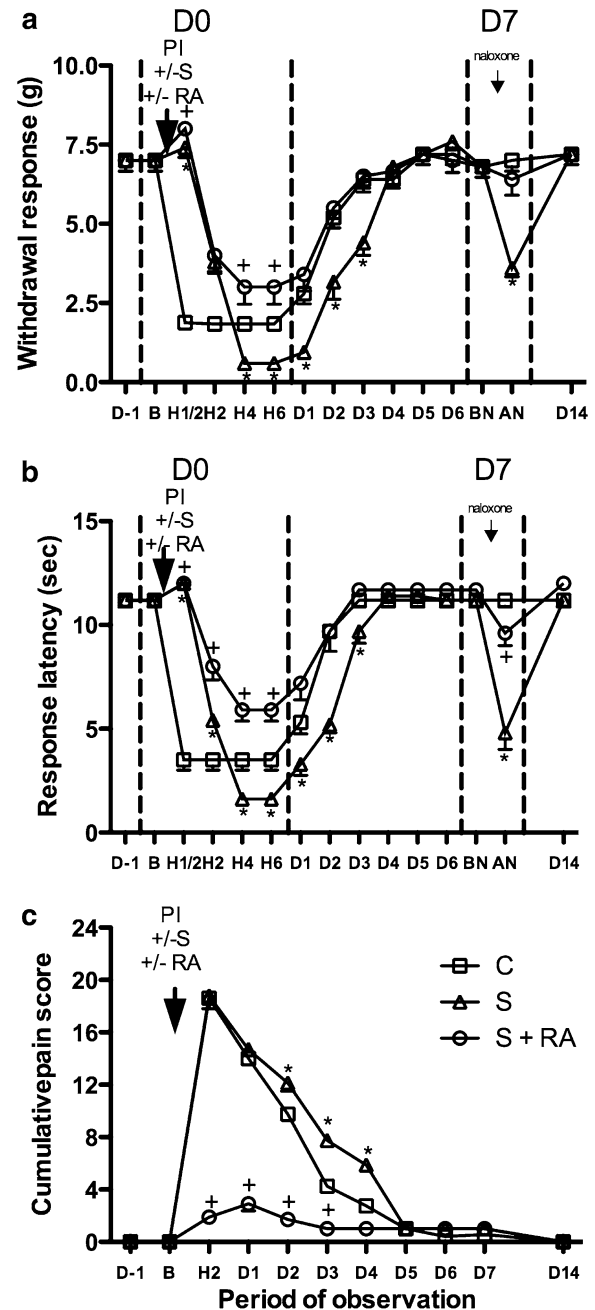 a
D0
D7
PI
+/-S
+/- RA
naloxone
Withdrawal response (g)
10.0
7.5
5.0
2.5
0.0
+
*
+ +
* * * * *
*
D-1 B H1/2 H2 H4 H6 D1 D2 D3 D4 D5 D6 BN AN D14
b
D0
D7
PI
+/-S
+/- RA
naloxone
Response latency (sec)
15
10
5
0
+
*
+
*
+ +
* * * * *
+
*
D-1 B H1/2 H2 H4 H6 D1 D2 D3 D4 D5 D6 BN AN D14
c
PI
+/-S
+/- RA
C
S
S + RA
Cumulativepain score
24
20
16
12
8
4
0
* * *
+ + + +
D-1 B H2 D1 D2 D3 D4 D5 D6 D7 D14
Period of observation